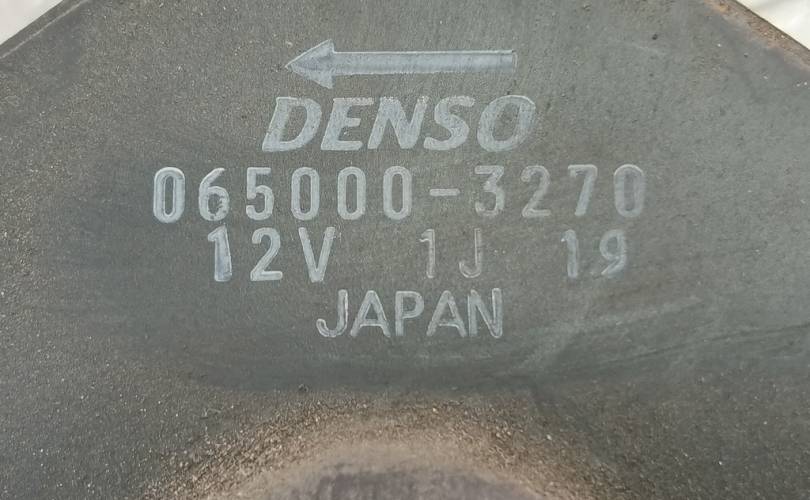 DENSO
065000-3270
12V 1J 19
JAPAN